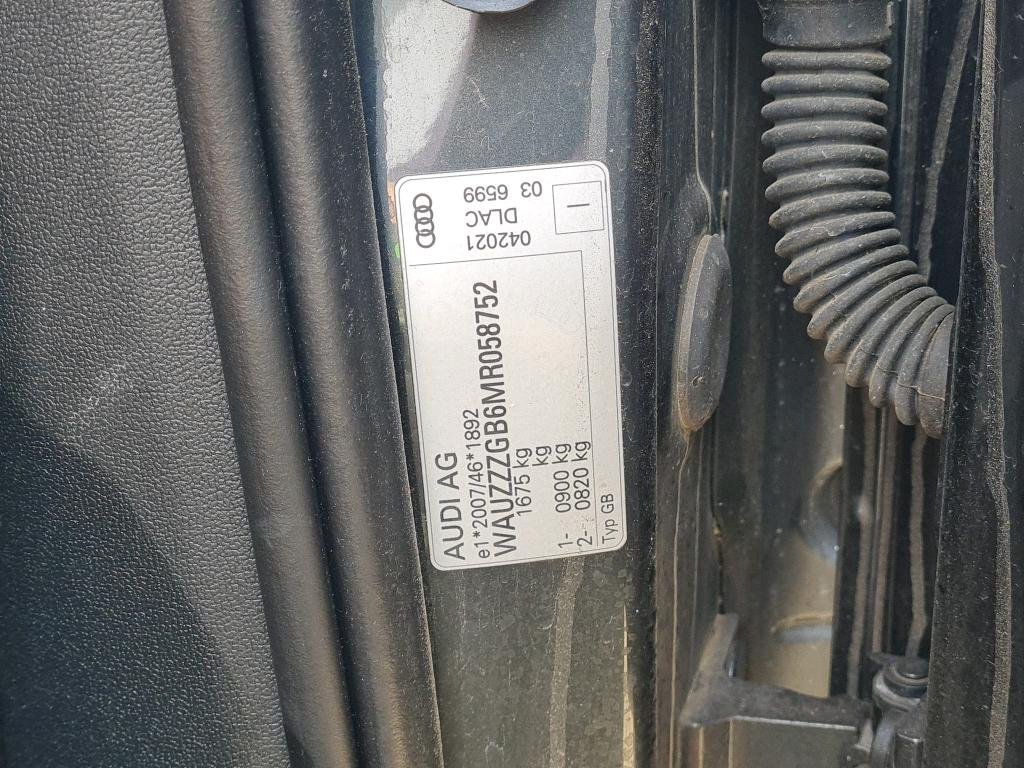 AUDI AG
e1*2007/46*1892
WAUZZZGB6MR058752
1675 kg
kg
1- 0900 kg
2- 0820 kg
Typ GB
042021
DLAC
03 6599
I